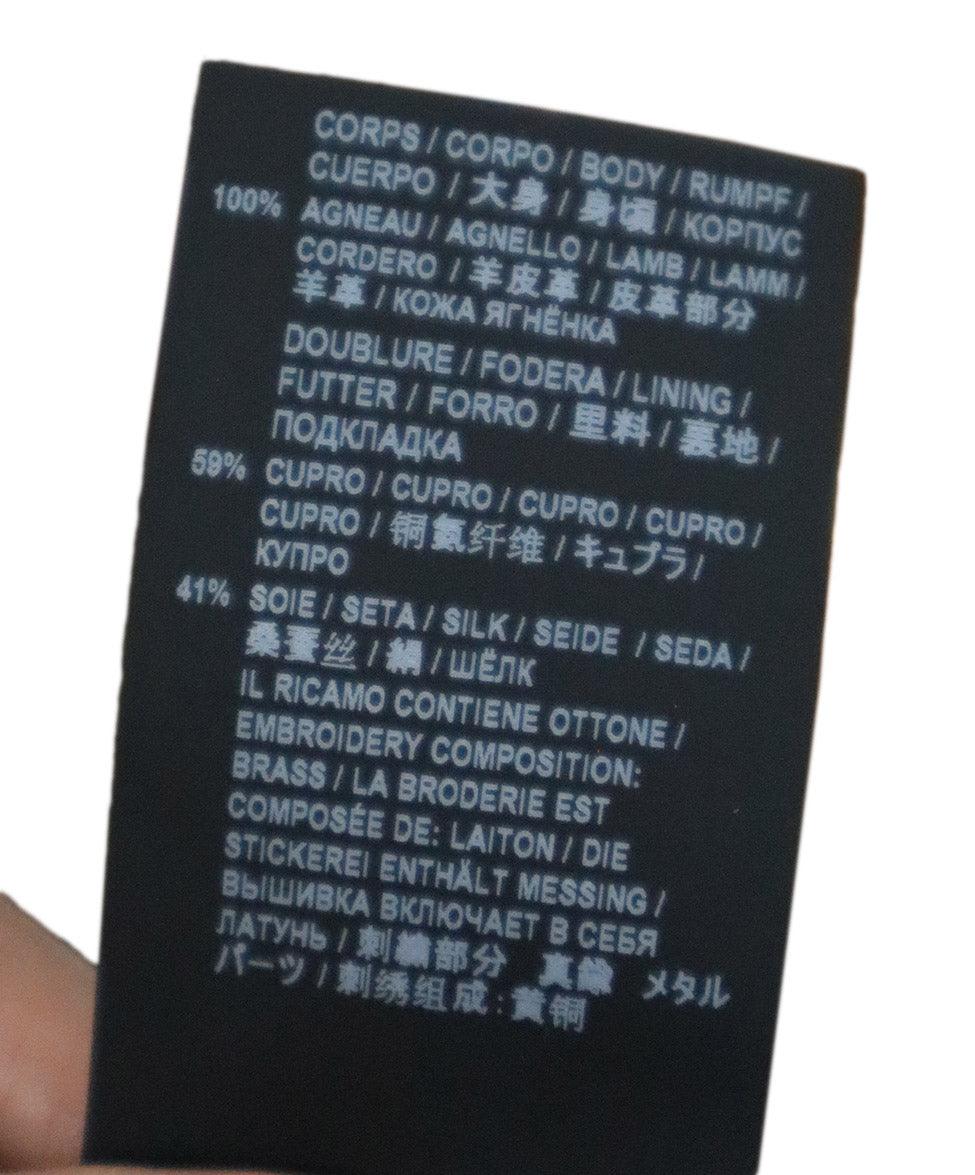 CORPS / CORPO / BODY / RUMPF /
CUERPO / 大身 / 身頃 / КОРПУС
100% AGNEAU / AGNELLO / LAMB / LAMM /
CORDERO / 羊皮革 / 皮革部分
羊革 / КОЖА ЯГНЁНКА
DOUBLURE / FODERA / LINING /
FUTTER / FORRO / 里料 / 裏地 /
ПОДКЛАДКА
59% CUPRO / CUPRO / CUPRO / CUPRO /
CUPRO / 铜氨纤维 / キュプラ /
КУПРО
41% SOIE / SETA / SILK / SEIDE / SEDA /
桑蚕丝 / 絹 / ШЁЛК
IL RICAMO CONTIENE OTTONE /
EMBROIDERY COMPOSITION:
BRASS / LA BRODERIE EST
COMPOSÉE DE: LAITON / DIE
STICKEREI ENTHÄLT MESSING /
ВЫШИВКА ВКЛЮЧАЕТ В СЕБЯ
ЛАТУНЬ / 刺繍部分 真鍮 メタル
パーツ / 刺绣组成: 黄铜